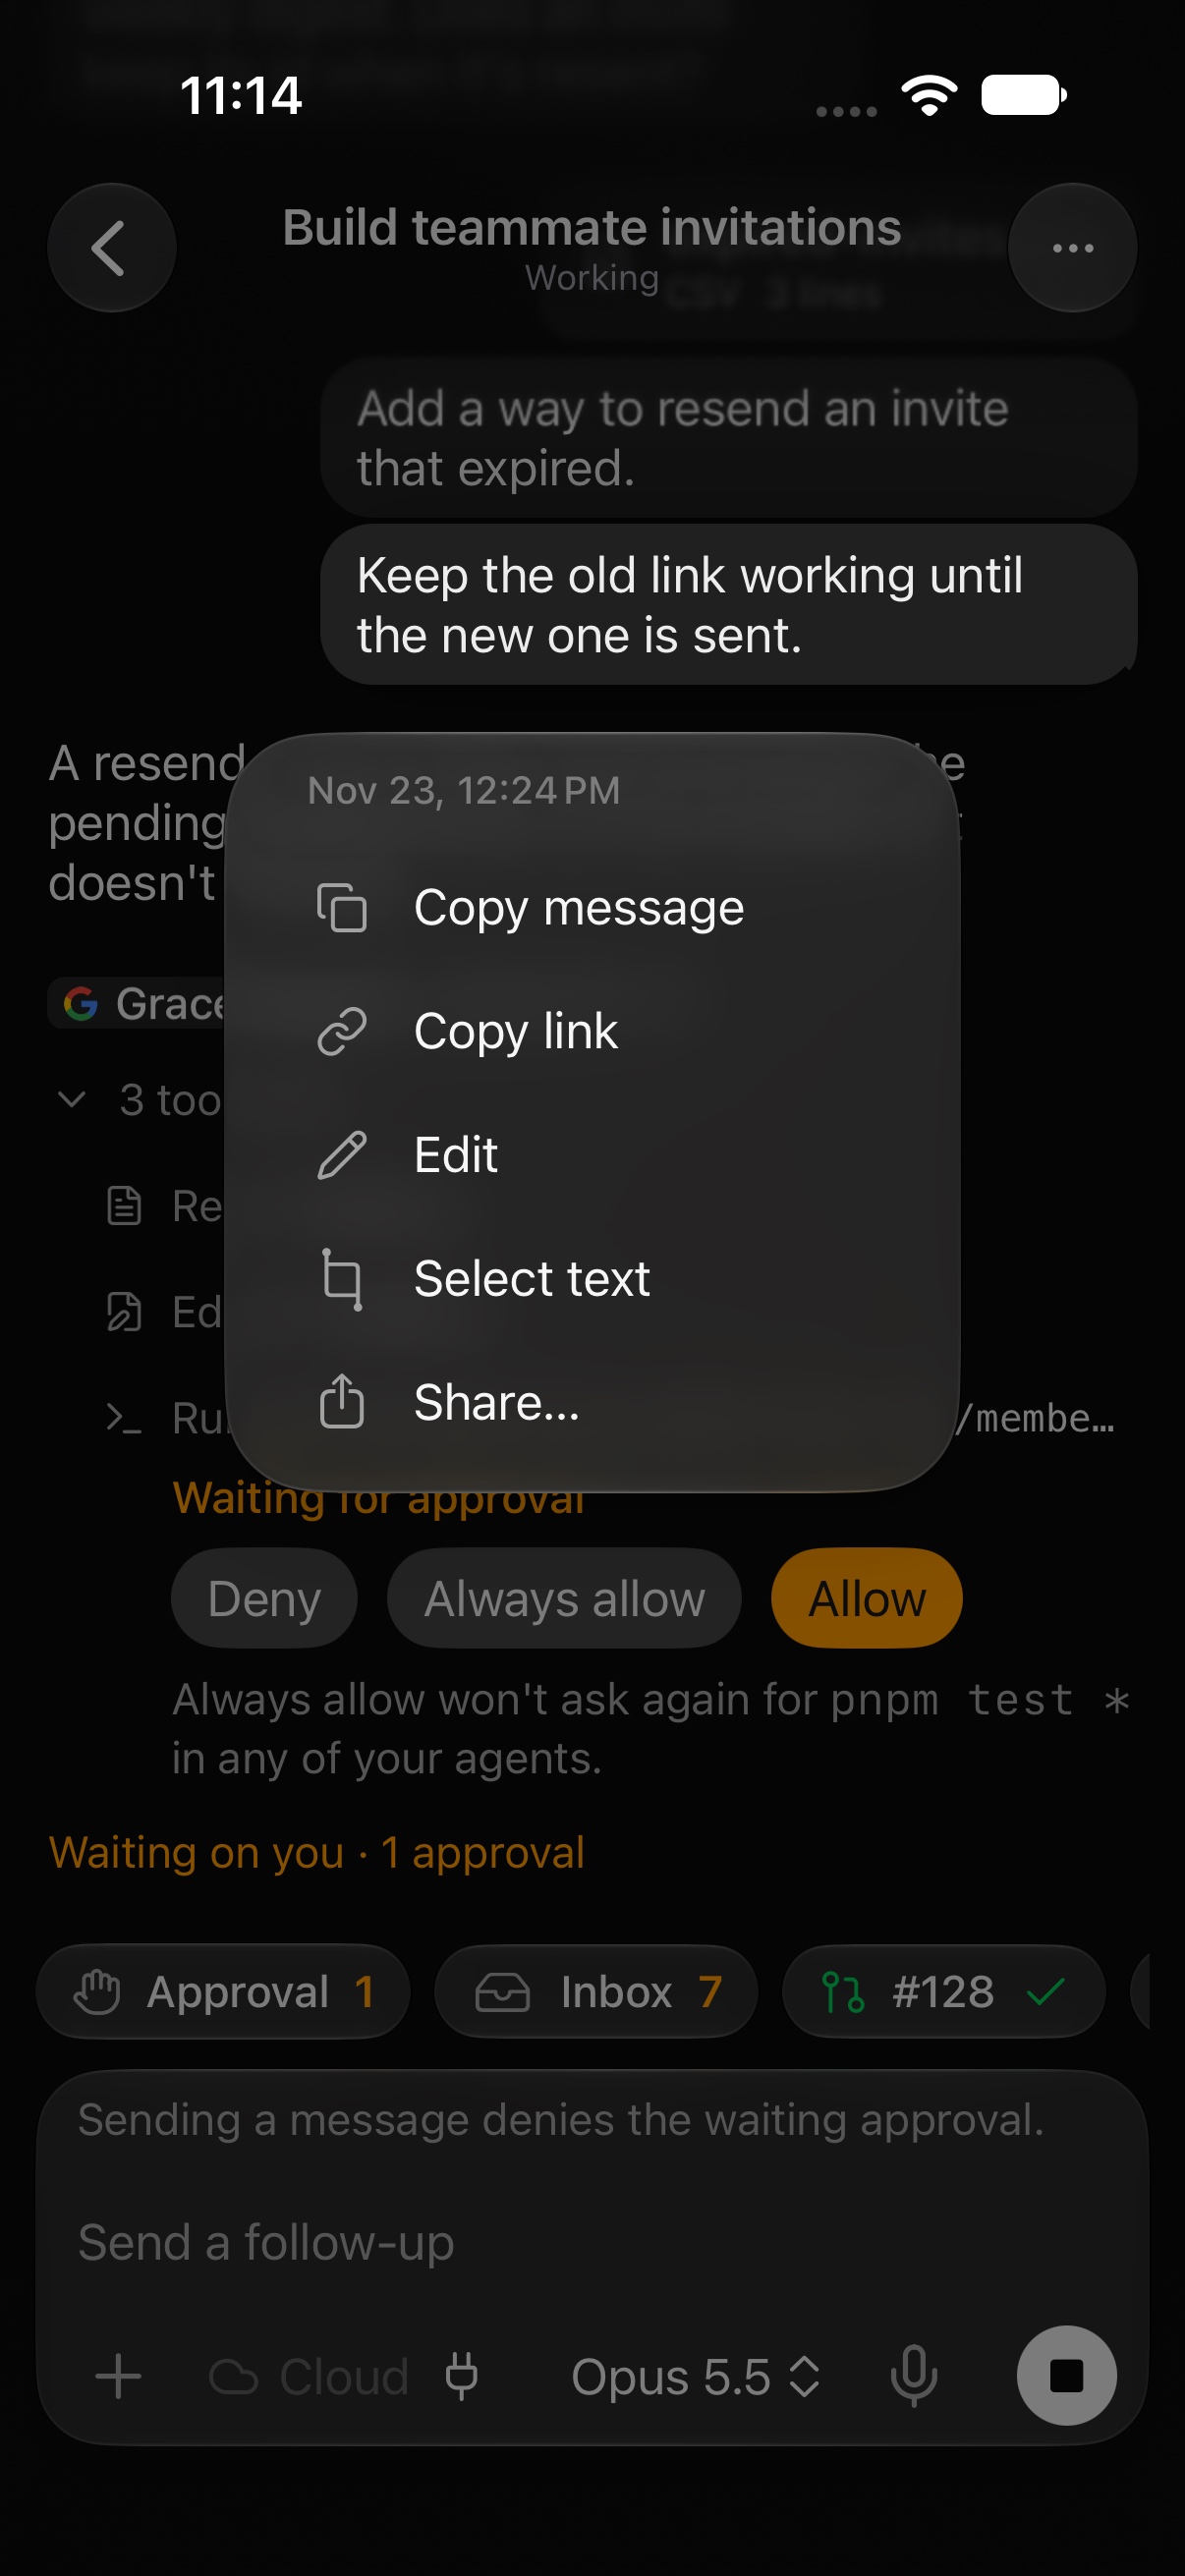 11:14
Build teammate invitations
Working
CSV 3 lines
Add a way to resend an invite
that expired.
Keep the old link working until
the new one is sent.
A resend
pending
doesn't
Nov 23, 12:24 PM
Copy message
Copy link
Edit
Select text
Share...
Grace
3 too
Re
Ed
Ru
/membe…
Waiting for approval
Deny
Always allow
Allow
Always allow won't ask again for pnpm test *
in any of your agents.
Waiting on you · 1 approval
Approval 1
Inbox 7
#128
Sending a message denies the waiting approval.
Send a follow-up
Cloud
Opus 5.5